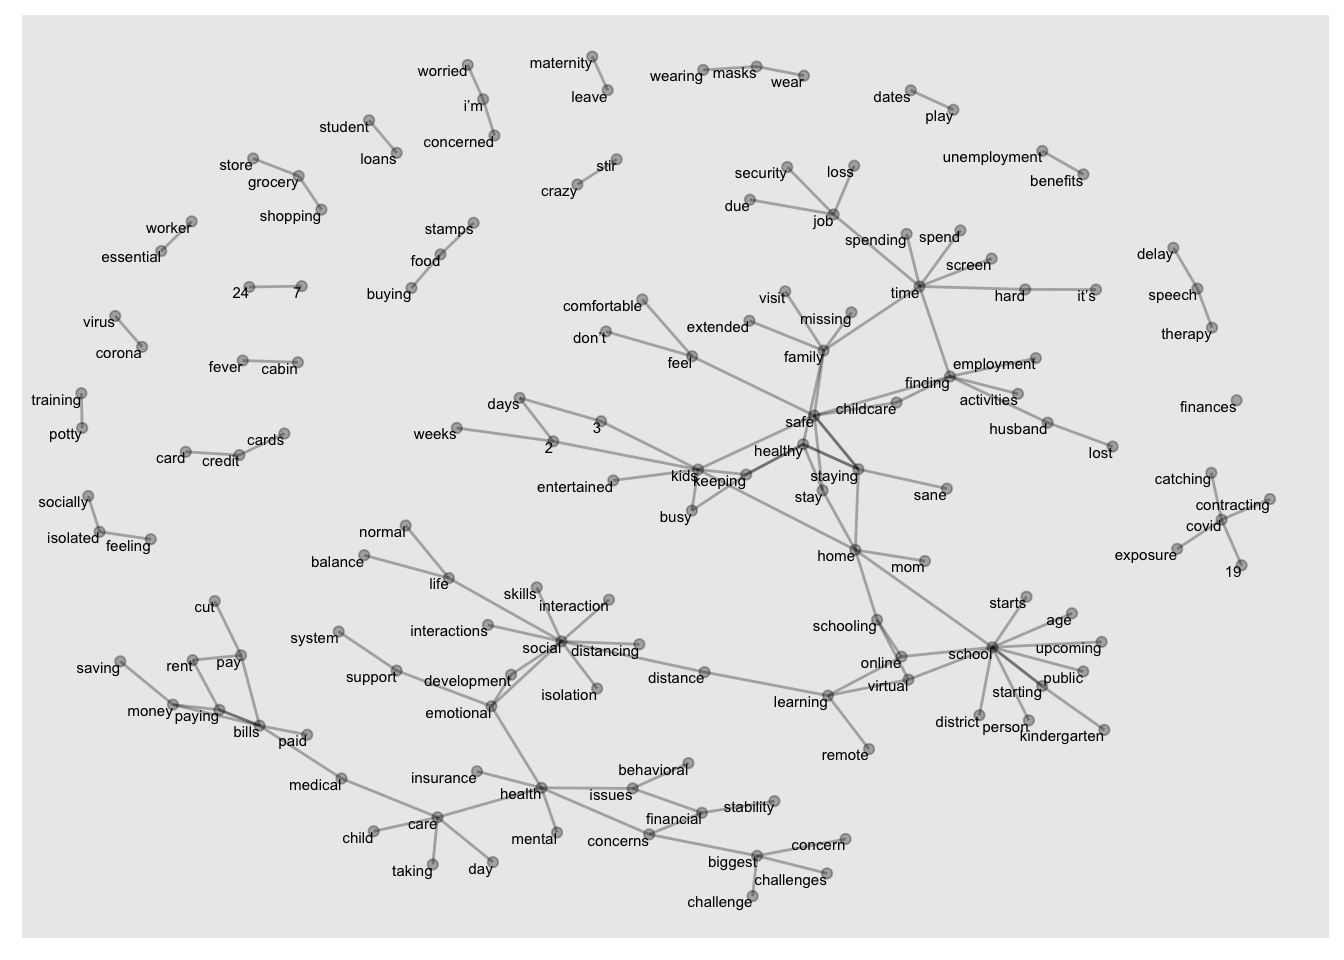 maternity
worried
wearing
masks
wear
leave
dates
i'm
play
student
concerned
loans
unemployment
store
stir
security
loss
benefits
grocery
crazy
shopping
due
job
worker
stamps
spending
spend
essential
food
screen
delay
24
7
buying
time
hard
it's
speech
visit
comfortable
missing
extended
virus
don't
therapy
corona
feel
family
employment
fever
cabin
finding
training
days
childcare
activities
finances
3
safe
husband
potty
weeks
cards
2
healthy
lost
card
credit
kids
keeping
staying
catching
entertained
stay
sane
socially
contracting
busy
covid
normal
isolated
feeling
home
mom
exposure
balance
19
life
skills
starts
cut
interaction
age
interactions
schooling
system
social
distancing
upcoming
saving
rent
pay
online
school
support
development
distance
public
isolation
virtual
starting
money
paying
emotional
learning
district
person
bills
kindergarten
paid
remote
behavioral
insurance
medical
health
issues
stability
financial
care
child
mental
concerns
concern
biggest
taking
day
challenges
challenge